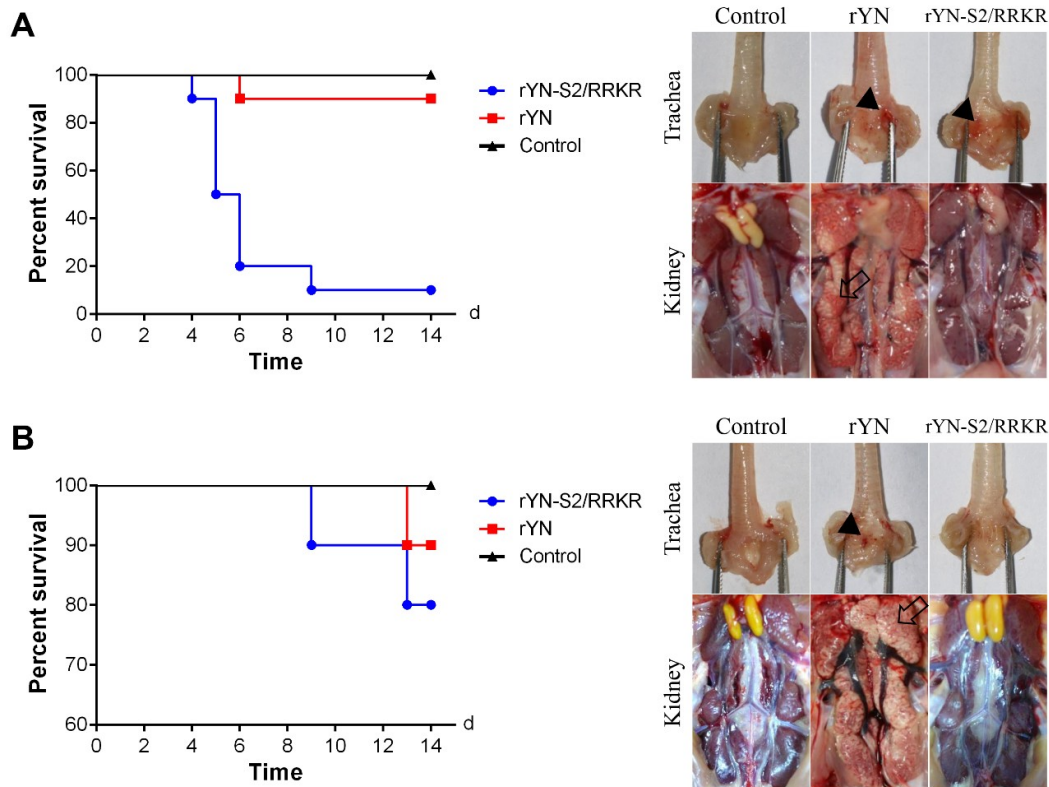 A
Percent survival
100
80
60
40
20
0
0 2 4 6 8 10 12 14 d
Time
rYN-S2/RRKR
rYN
Control
Control rYN rYN-S2/RRKR
Trachea
Kidney
B
Percent survival
100
90
80
70
60
0 2 4 6 8 10 12 14 d
Time
rYN-S2/RRKR
rYN
Control
Control rYN rYN-S2/RRKR
Trachea
Kidney